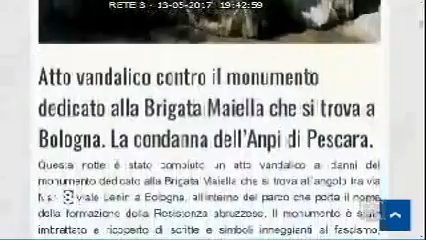 RETE 8 - 13-05-2017 19:42:59
Atto vandalico contro il monumento
dedicato alla Brigata Maiella che si trova a
Bologna. La condanna dell'Anpi di Pescara.
Questa notte è stato compiuto un atto vandalico ai danni del
monumento dedicato alla Brigata Maiella che si trova all'angolo tra via
viale Lenin a Bologna, all'interno del parco che porta il nome
della formazione della Resistenza abruzzese. Il monumento è stato
imbrattato e ricoperto di scritte e simboli inneggianti al fascismo,